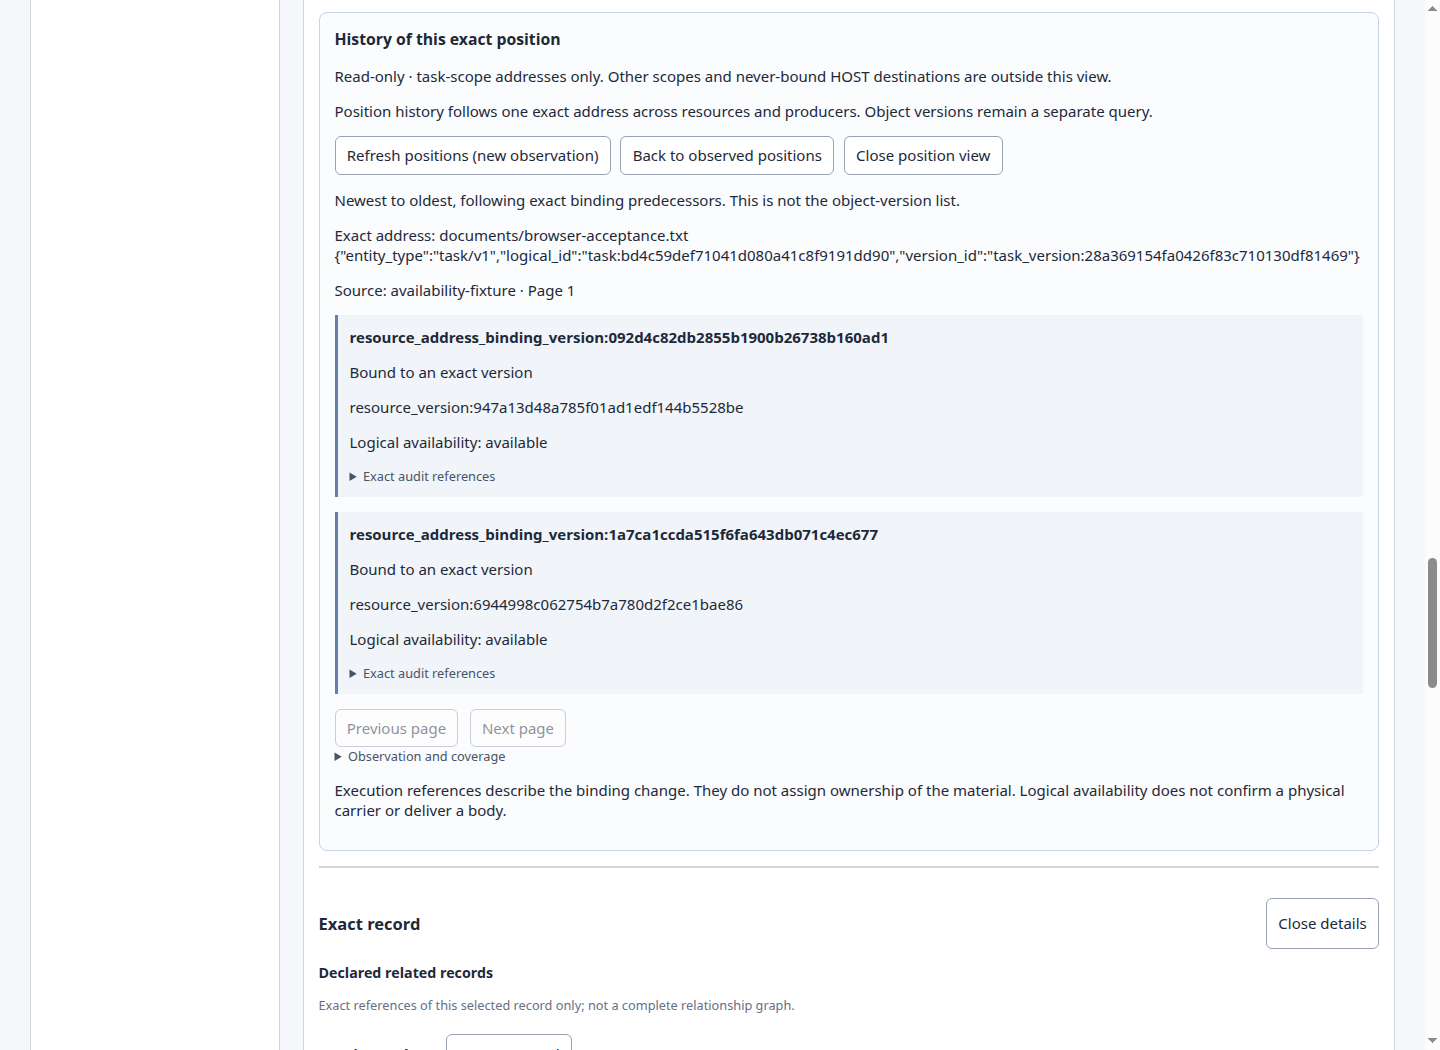 History of this exact position
Read-only · task-scope addresses only. Other scopes and never-bound HOST destinations are outside this view.
Position history follows one exact address across resources and producers. Object versions remain a separate query.
Refresh positions (new observation)
Back to observed positions
Close position view
Newest to oldest, following exact binding predecessors. This is not the object-version list.
Exact address: documents/browser-acceptance.txt
{"entity_type":"task/v1","logical_id":"task:bd4c59def71041d080a41c8f9191dd90","version_id":"task_version:28a369154fa0426f83c710130df81469"}
Source: availability-fixture · Page 1
resource_address_binding_version:092d4c82db2855b1900b26738b160ad1
Bound to an exact version
resource_version:947a13d48a785f01ad1edf144b5528be
Logical availability: available
▶ Exact audit references
resource_address_binding_version:1a7ca1ccda515f6fa643db071c4ec677
Bound to an exact version
resource_version:6944998c062754b7a780d2f2ce1bae86
Logical availability: available
▶ Exact audit references
Previous page
Next page
▶ Observation and coverage
Execution references describe the binding change. They do not assign ownership of the material. Logical availability does not confirm a physical
carrier or deliver a body.
Exact record
Close details
Declared related records
Exact references of this selected record only; not a complete relationship graph.